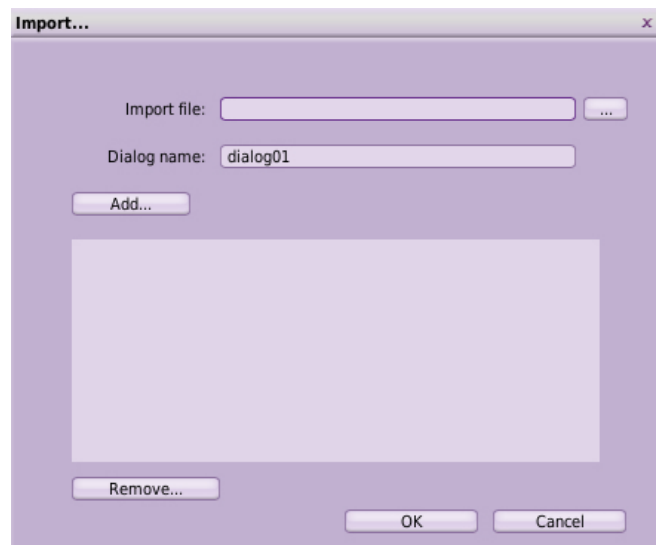 Import... x
Import file: ...
Dialog name: dialog01
Add...
Remove...
OK Cancel